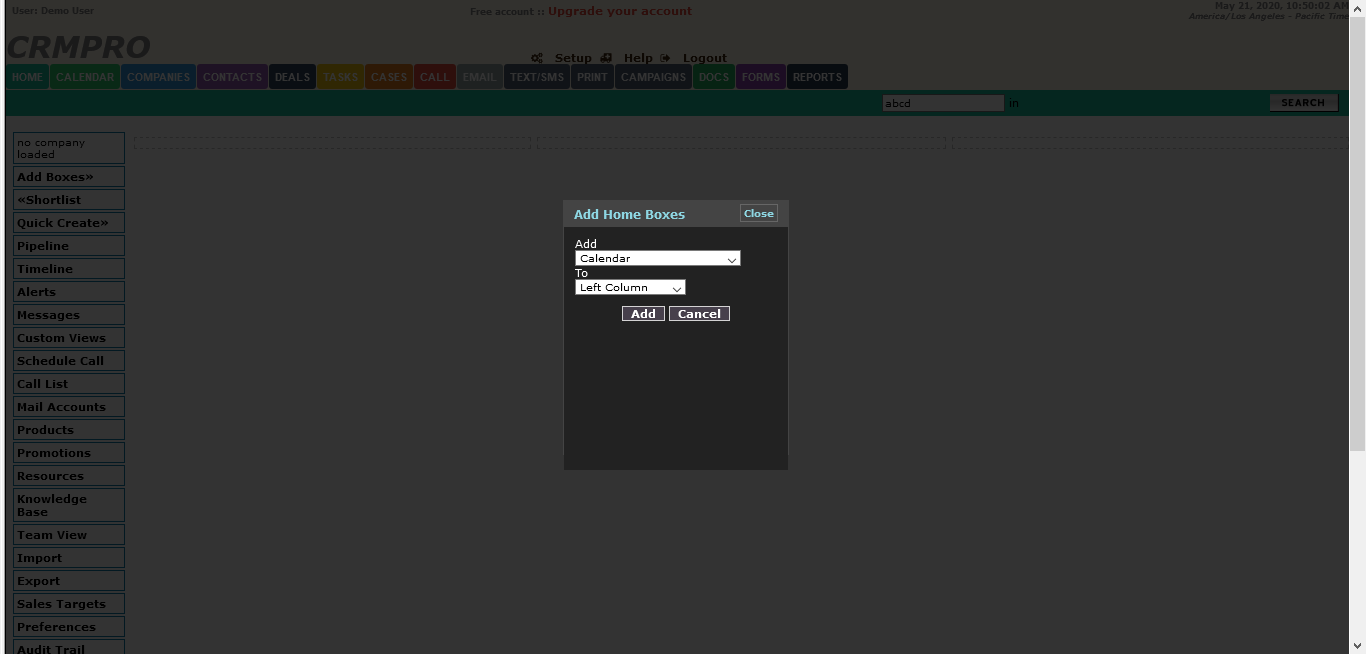 User: Demo User
Free account :: Upgrade your account
May 21, 2020, 10:50:02 AM
America/Los Angeles - Pacific Time
CRMPRO
Setup Help Logout
HOME CALENDAR COMPANIES CONTACTS DEALS TASKS CASES CALL EMAIL TEXT/SMS PRINT CAMPAIGNS DOCS FORMS REPORTS
abcd in SEARCH
no company
loaded
Add Boxes»
«Shortlist
Quick Create»
Pipeline
Timeline
Alerts
Messages
Custom Views
Schedule Call
Call List
Mail Accounts
Products
Promotions
Resources
Knowledge
Base
Team View
Import
Export
Sales Targets
Preferences
Audit Trail
Add Home Boxes Close
Add
Calendar
To
Left Column
Add Cancel